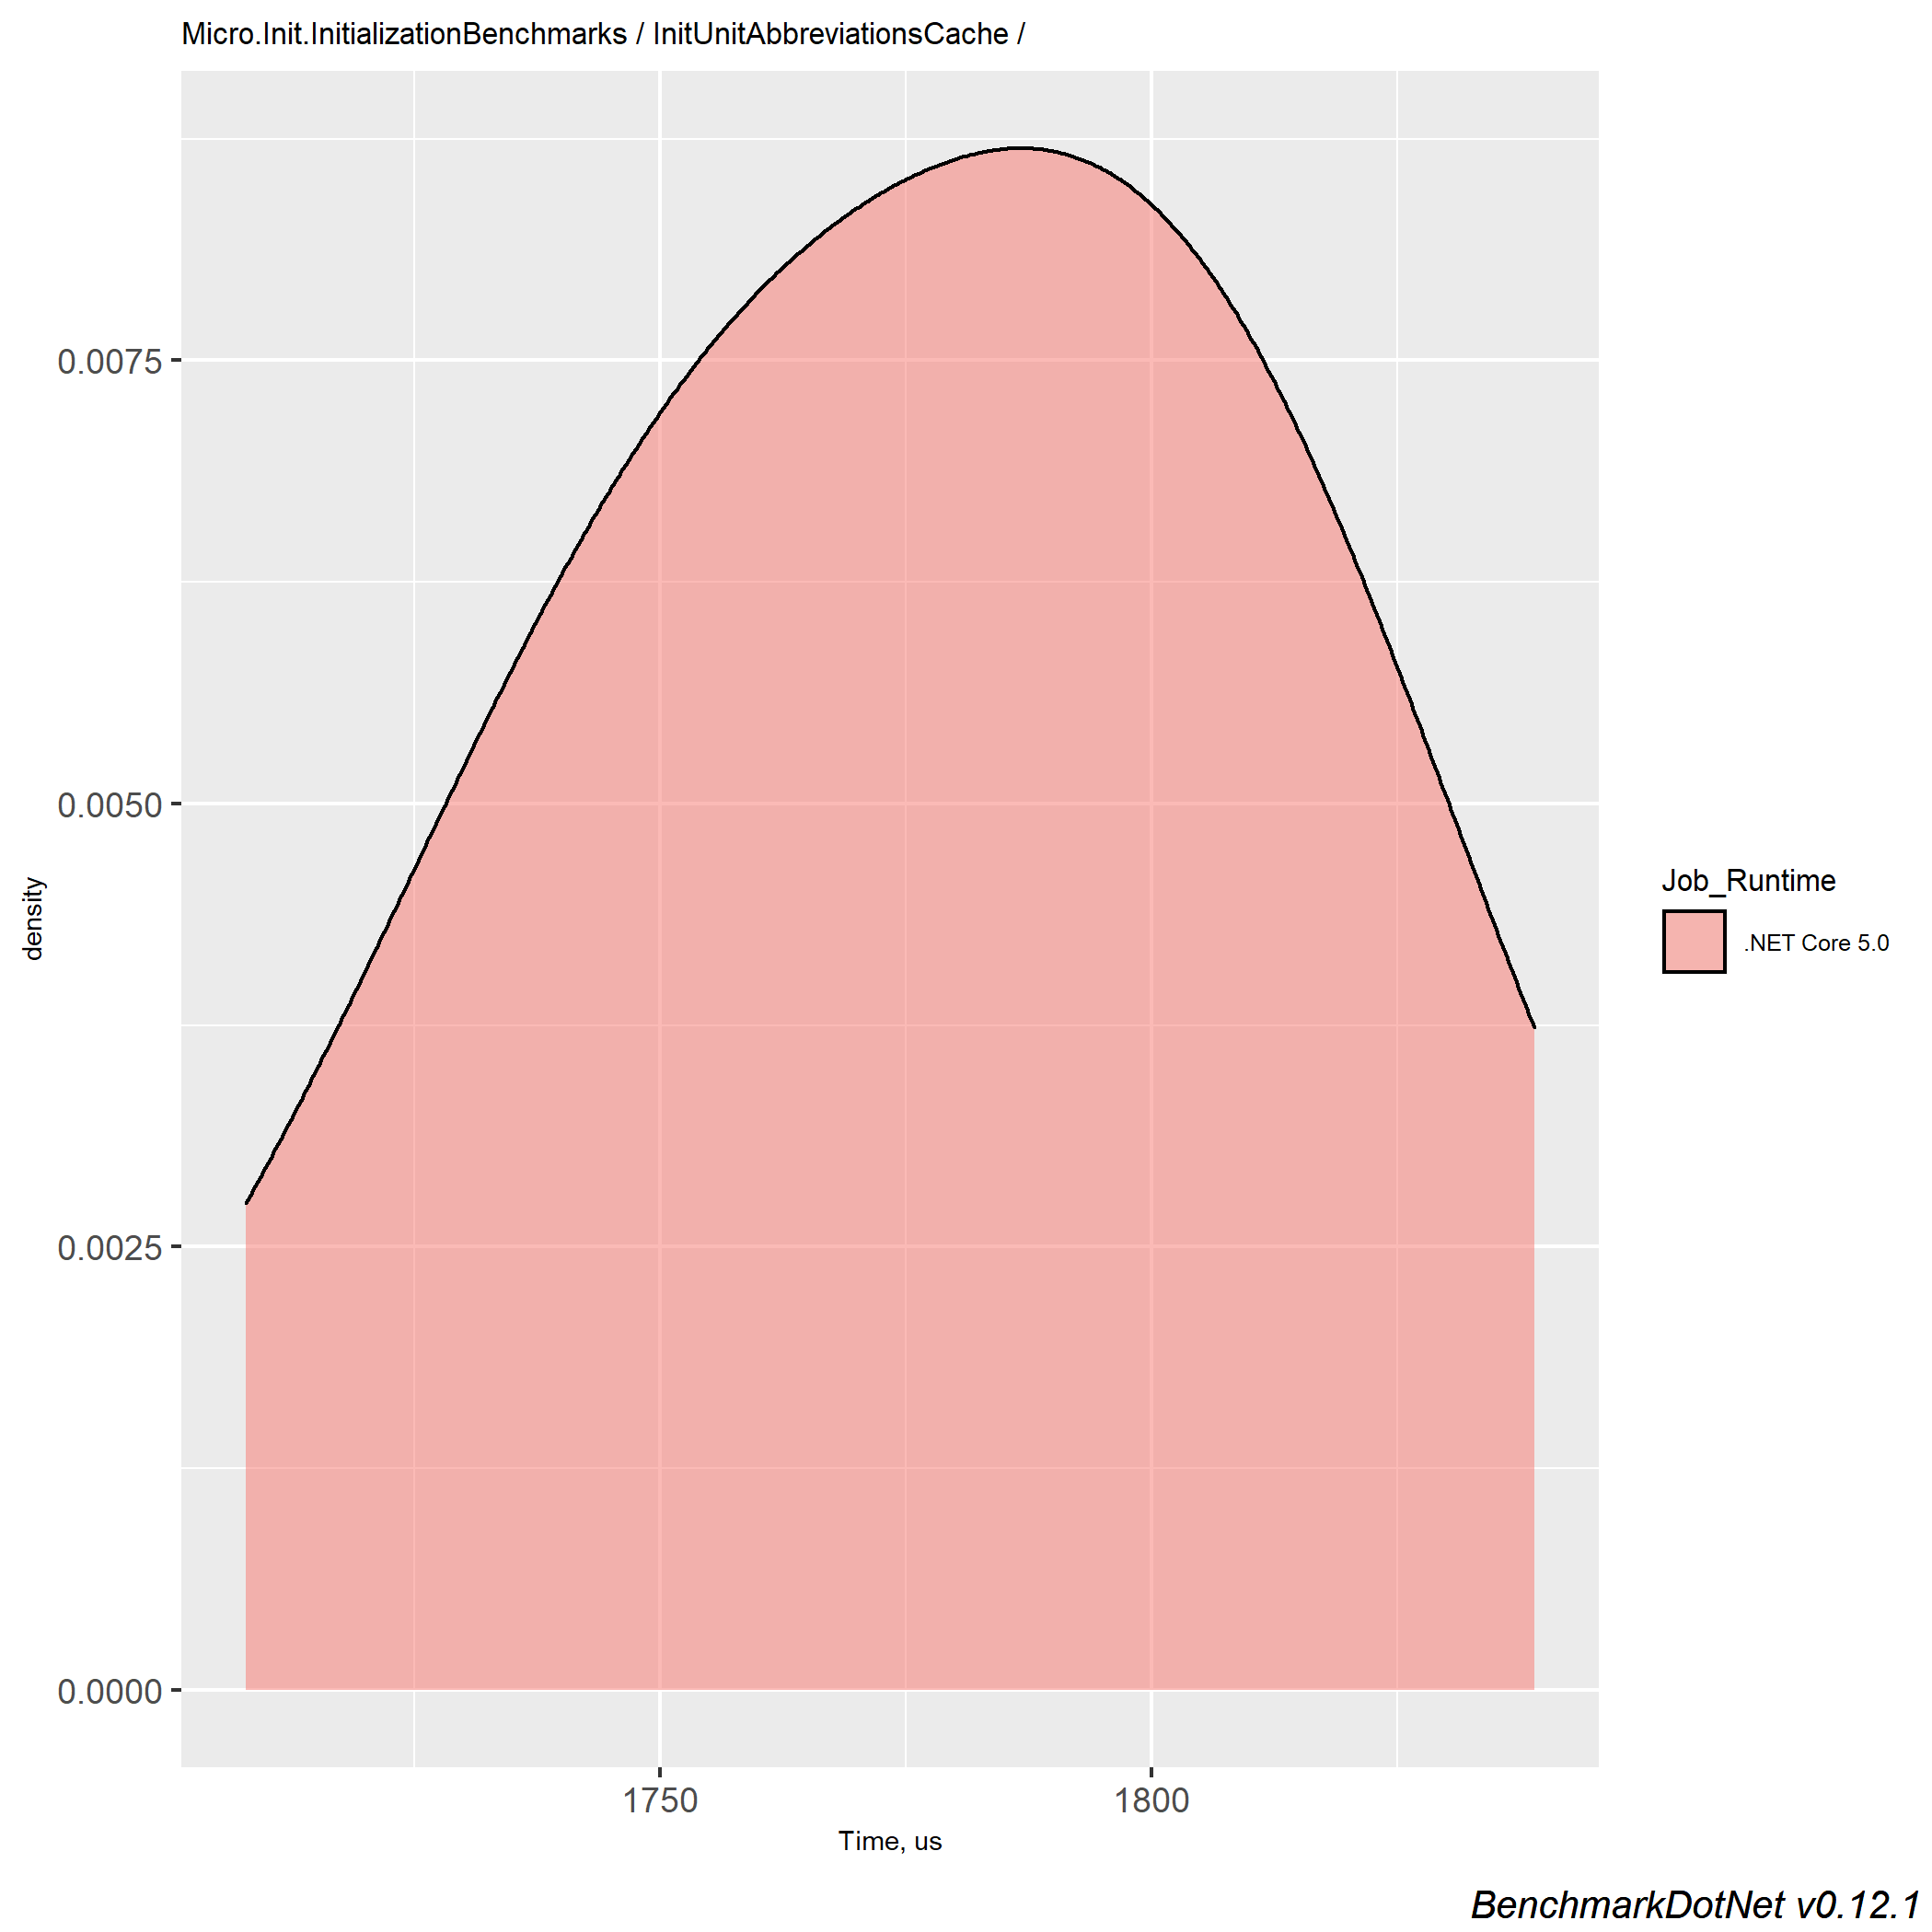 Micro.Init.InitializationBenchmarks / InitUnitAbbreviationsCache /
0.0075
0.0050
0.0025
0.0000
density
1750
1800
Time, us
Job_Runtime
.NET Core 5.0
BenchmarkDotNet v0.12.1